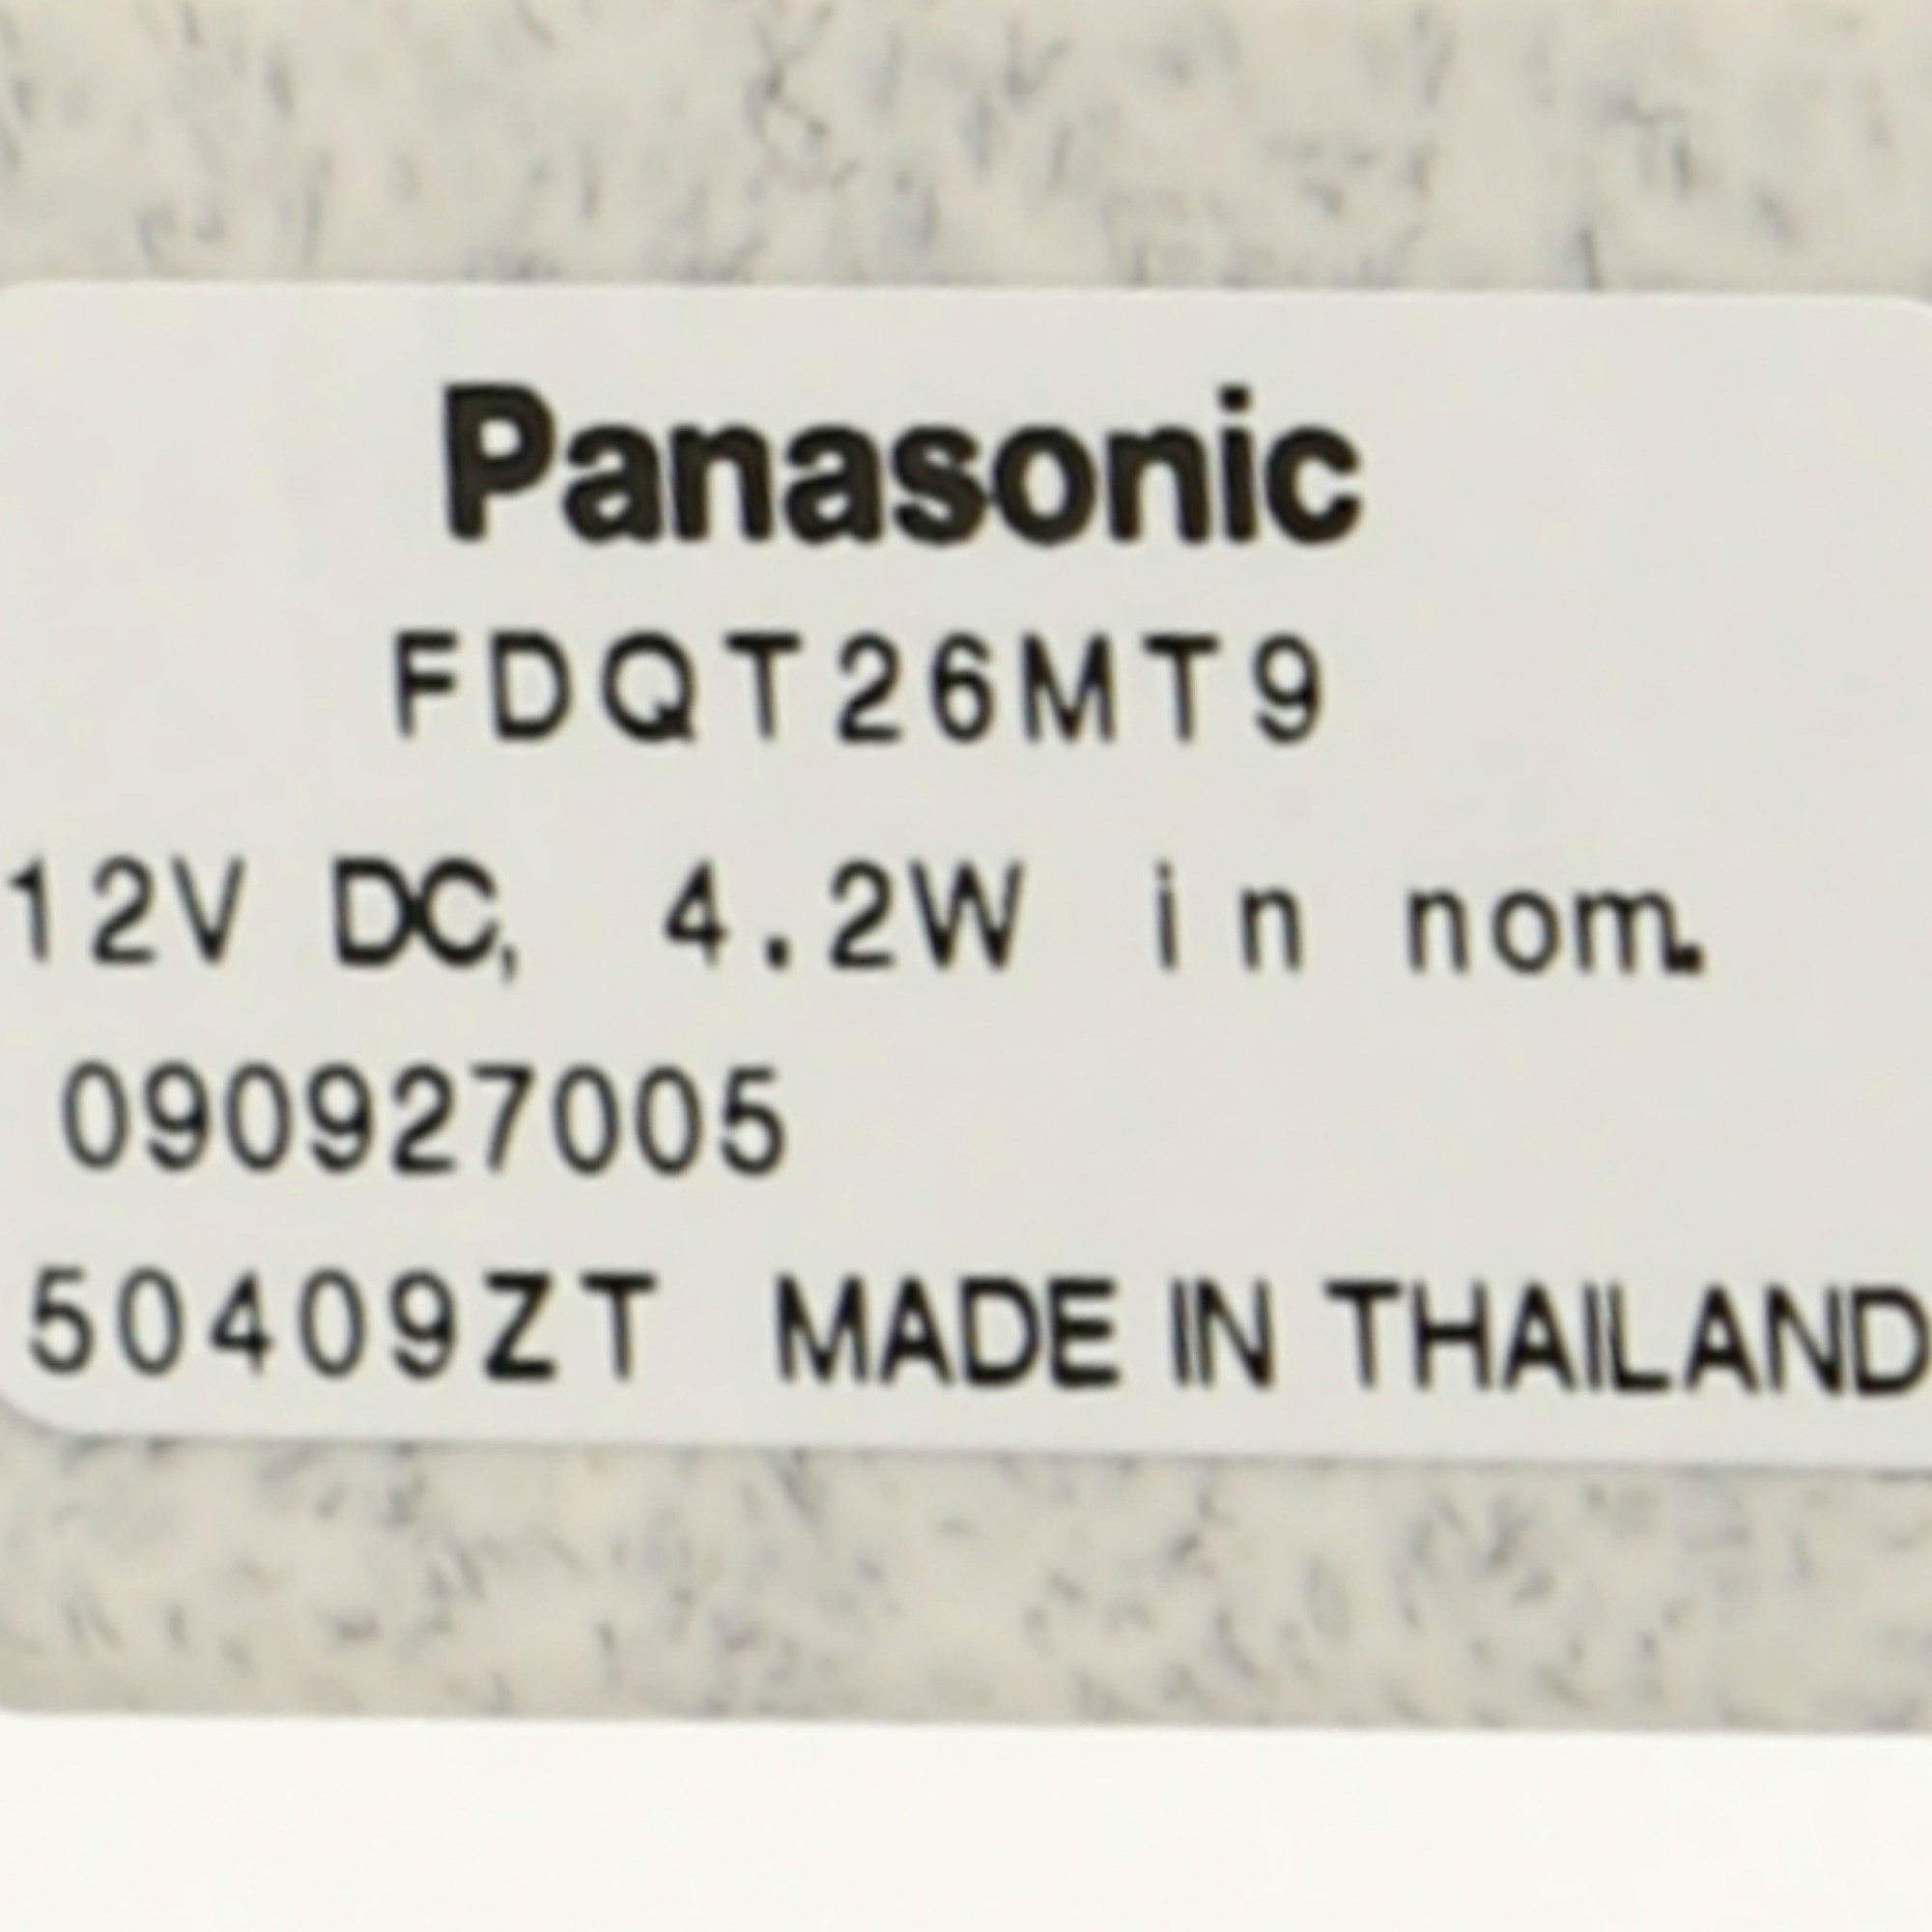 Panasonic
FDQT26MT9
12V DC, 4.2W in nom.
090927005
50409ZT MADE IN THAILAND